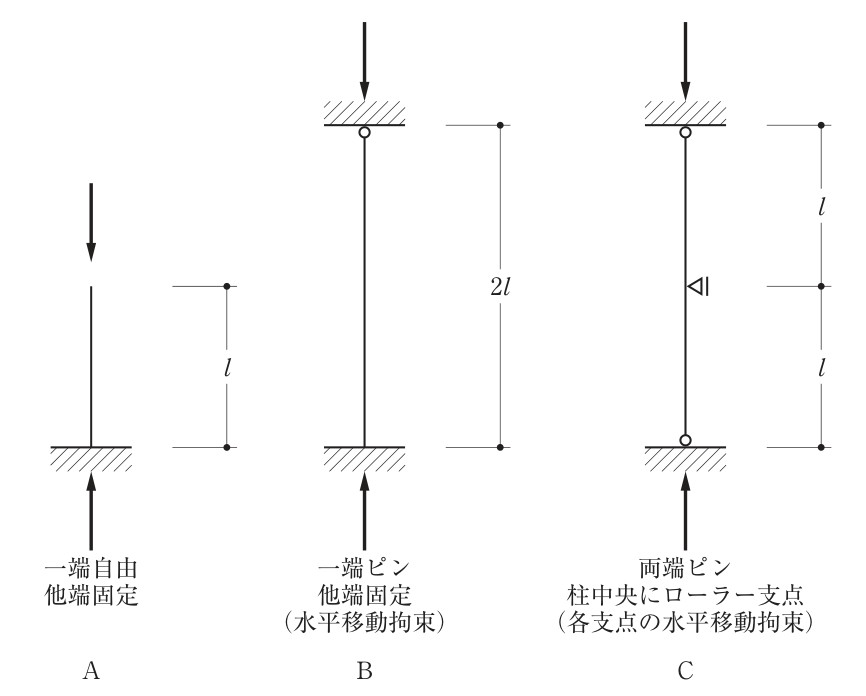 l
2l
l
l
一端自由
他端固定
一端ピン
他端固定
（水平移動拘束）
両端ピン
柱中央にローラー支点
（各支点の水平移動拘束）
A
B
C